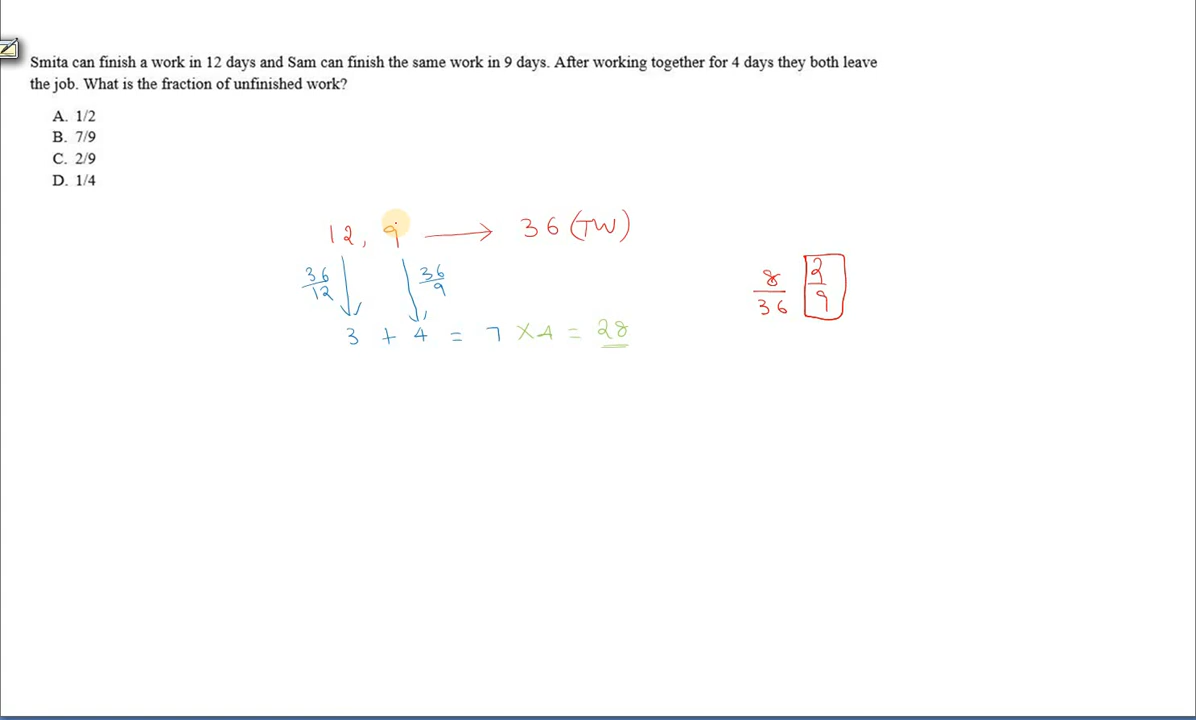 Smita can finish a work in 12 days and Sam can finish the same work in 9 days. After working together for 4 days they both leave
the job. What is the fraction of unfinished work?
A. 1/2
B. 7/9
C. 2/9
D. 1/4
12, 9 → 36 (TW)
36/12 36/9
3 + 4 = 7 × 4 = 28
8/36 2/9